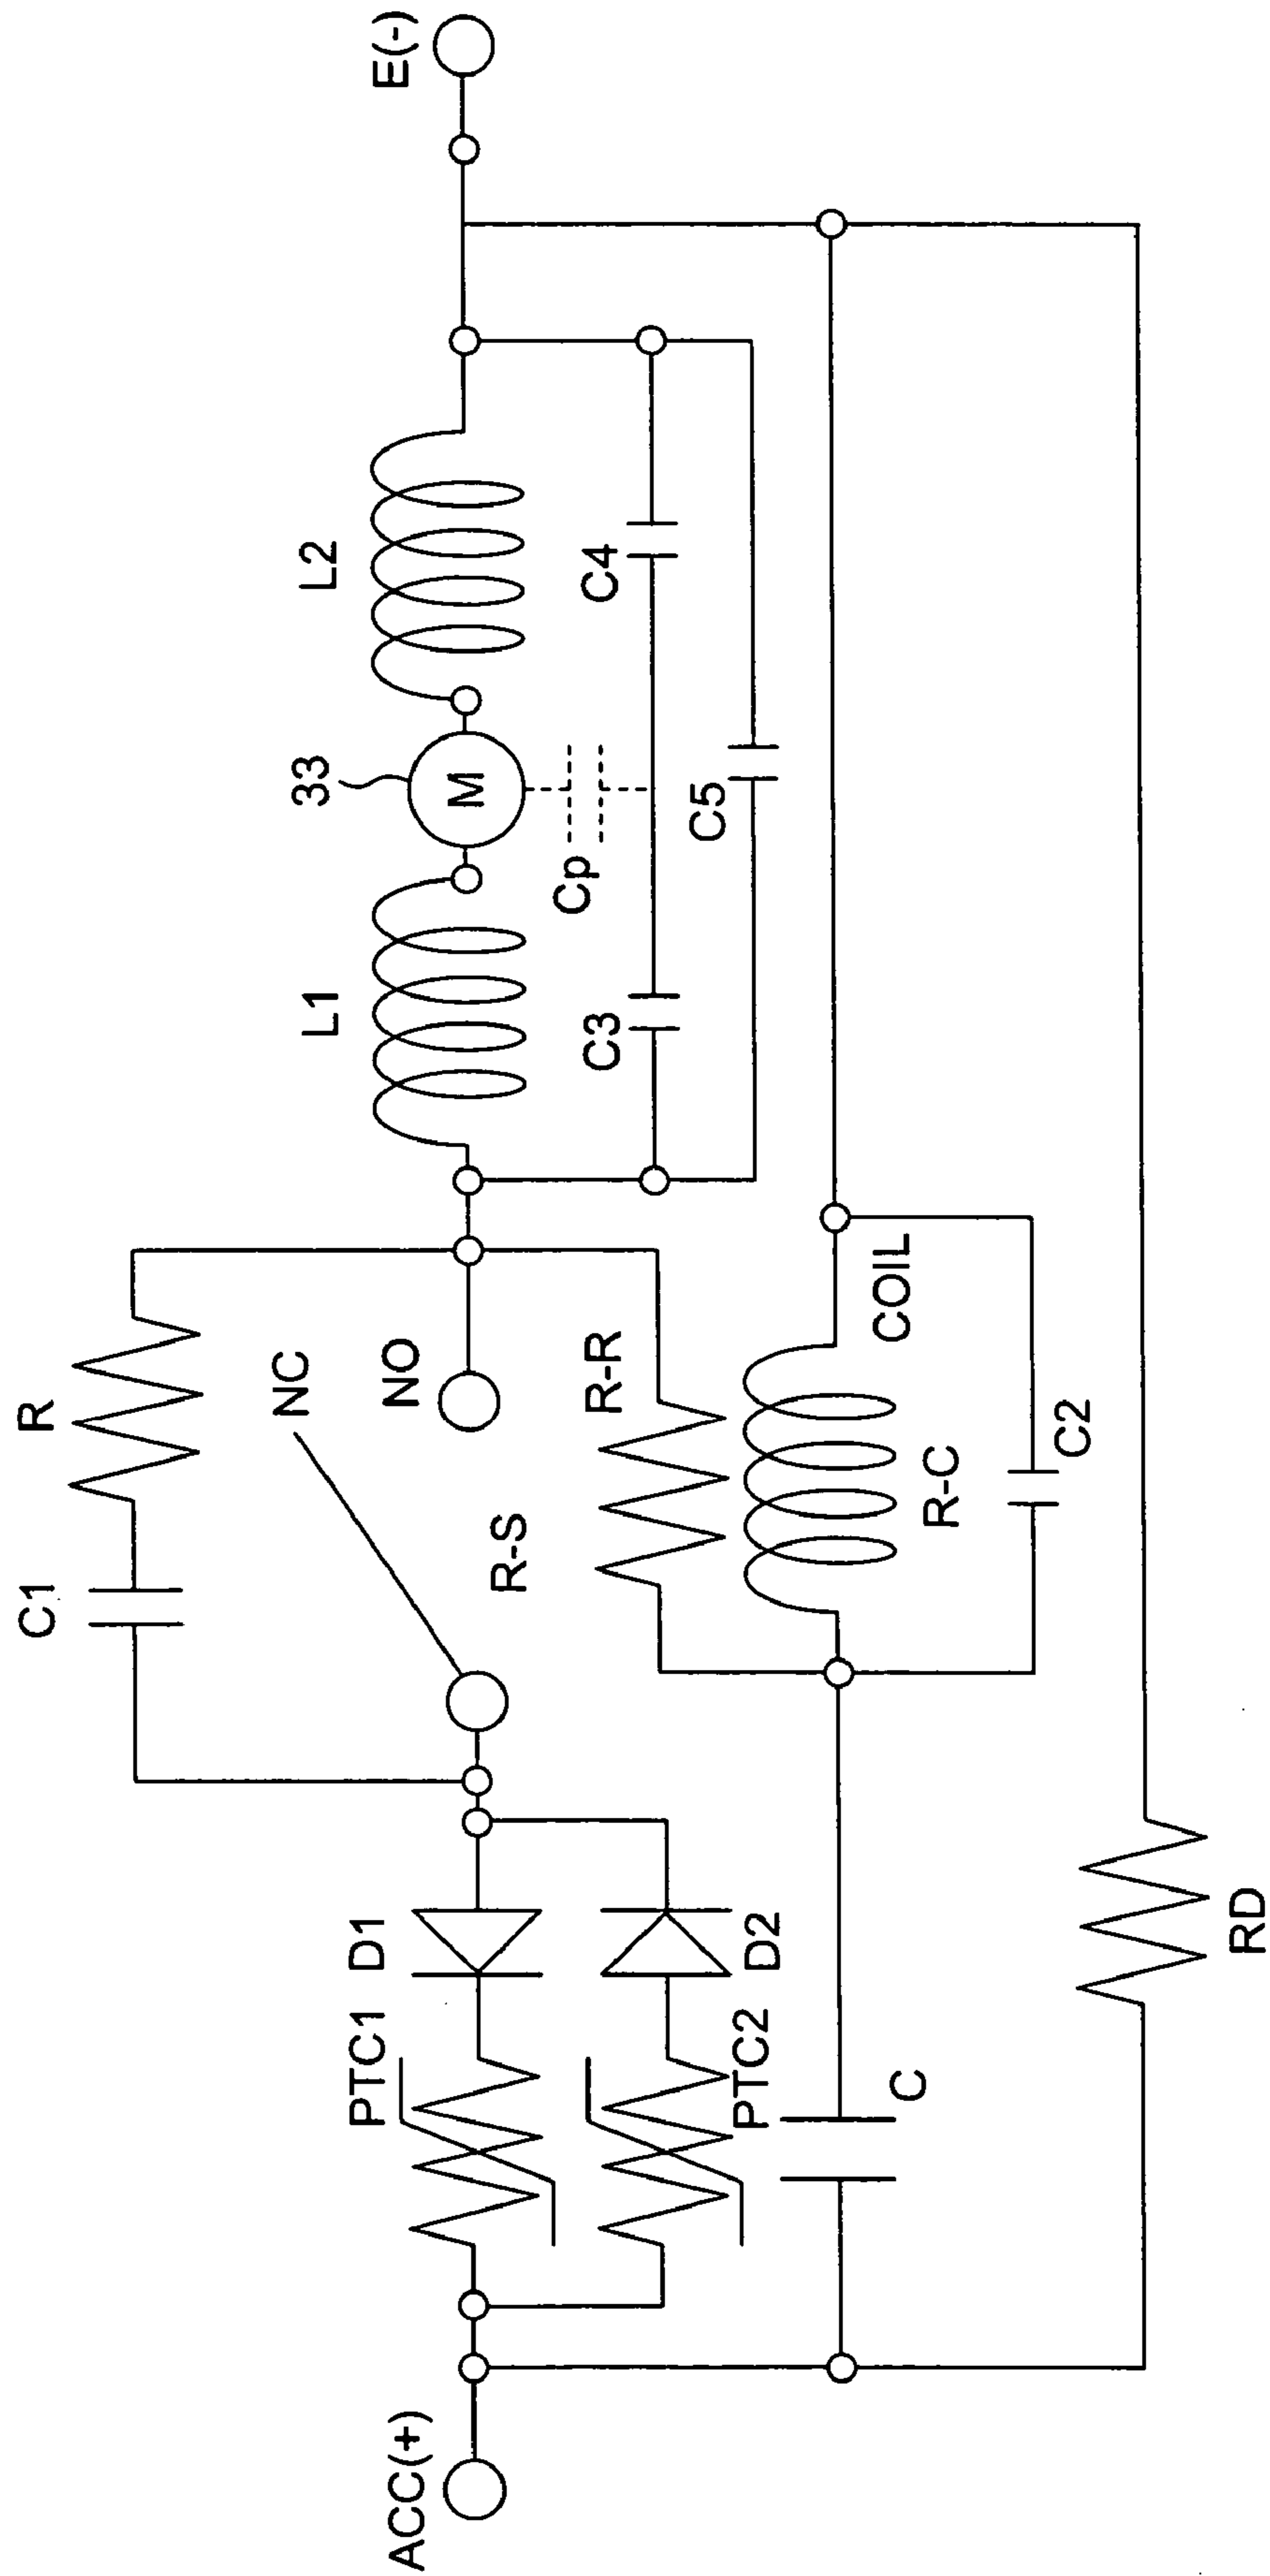 C1
R
NC
NO
R-S
R-R
COIL
R-C
C2
ACC(+)
PTC1
D1
PTC2
D2
C
RD
L1
33
M
L2
Cp
C3
C4
C5
E(-)